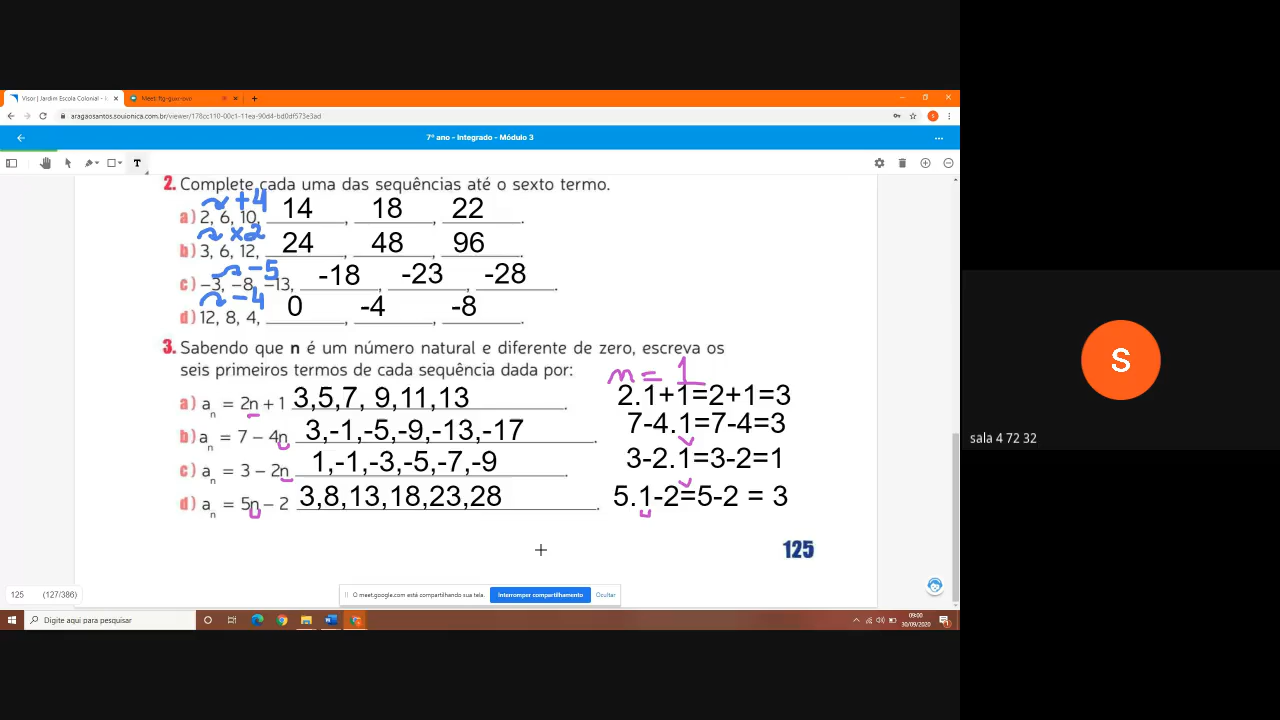 Visor | Jardim Escola Colonial - I
Meet: ftg-guxr-ovo
aragaosantos.souionica.com.br/viewer/178cc110-00c1-11ea-90d4-bd0df573e3ad
7º ano - Integrado - Módulo 3
T
2. Complete cada uma das sequências até o sexto termo.
+4
a) 2, 6, 10, 14, 18, 22.
×2
b) 3, 6, 12, 24, 48, 96
-5
c) −3, −8, −13, -18, -23, -28.
-4
d) 12, 8, 4, 0, -4, -8.
3. Sabendo que n é um número natural e diferente de zero, escreva os
seis primeiros termos de cada sequência dada por:
n = 1
a) an = 2n + 1 3,5,7, 9,11,13. 2.1+1=2+1=3
b) an = 7 − 4n 3,-1,-5,-9,-13,-17. 7-4.1=7-4=3
c) an = 3 − 2n 1,-1,-3,-5,-7,-9. 3-2.1=3-2=1
d) an = 5n − 2 3,8,13,18,23,28. 5.1-2=5-2 = 3
125
S
sala 4 72 32
125 (127/386)
O meet.google.com está compartilhando sua tela. Interromper compartilhamento Ocultar
Digite aqui para pesquisar
09:00
30/09/2020